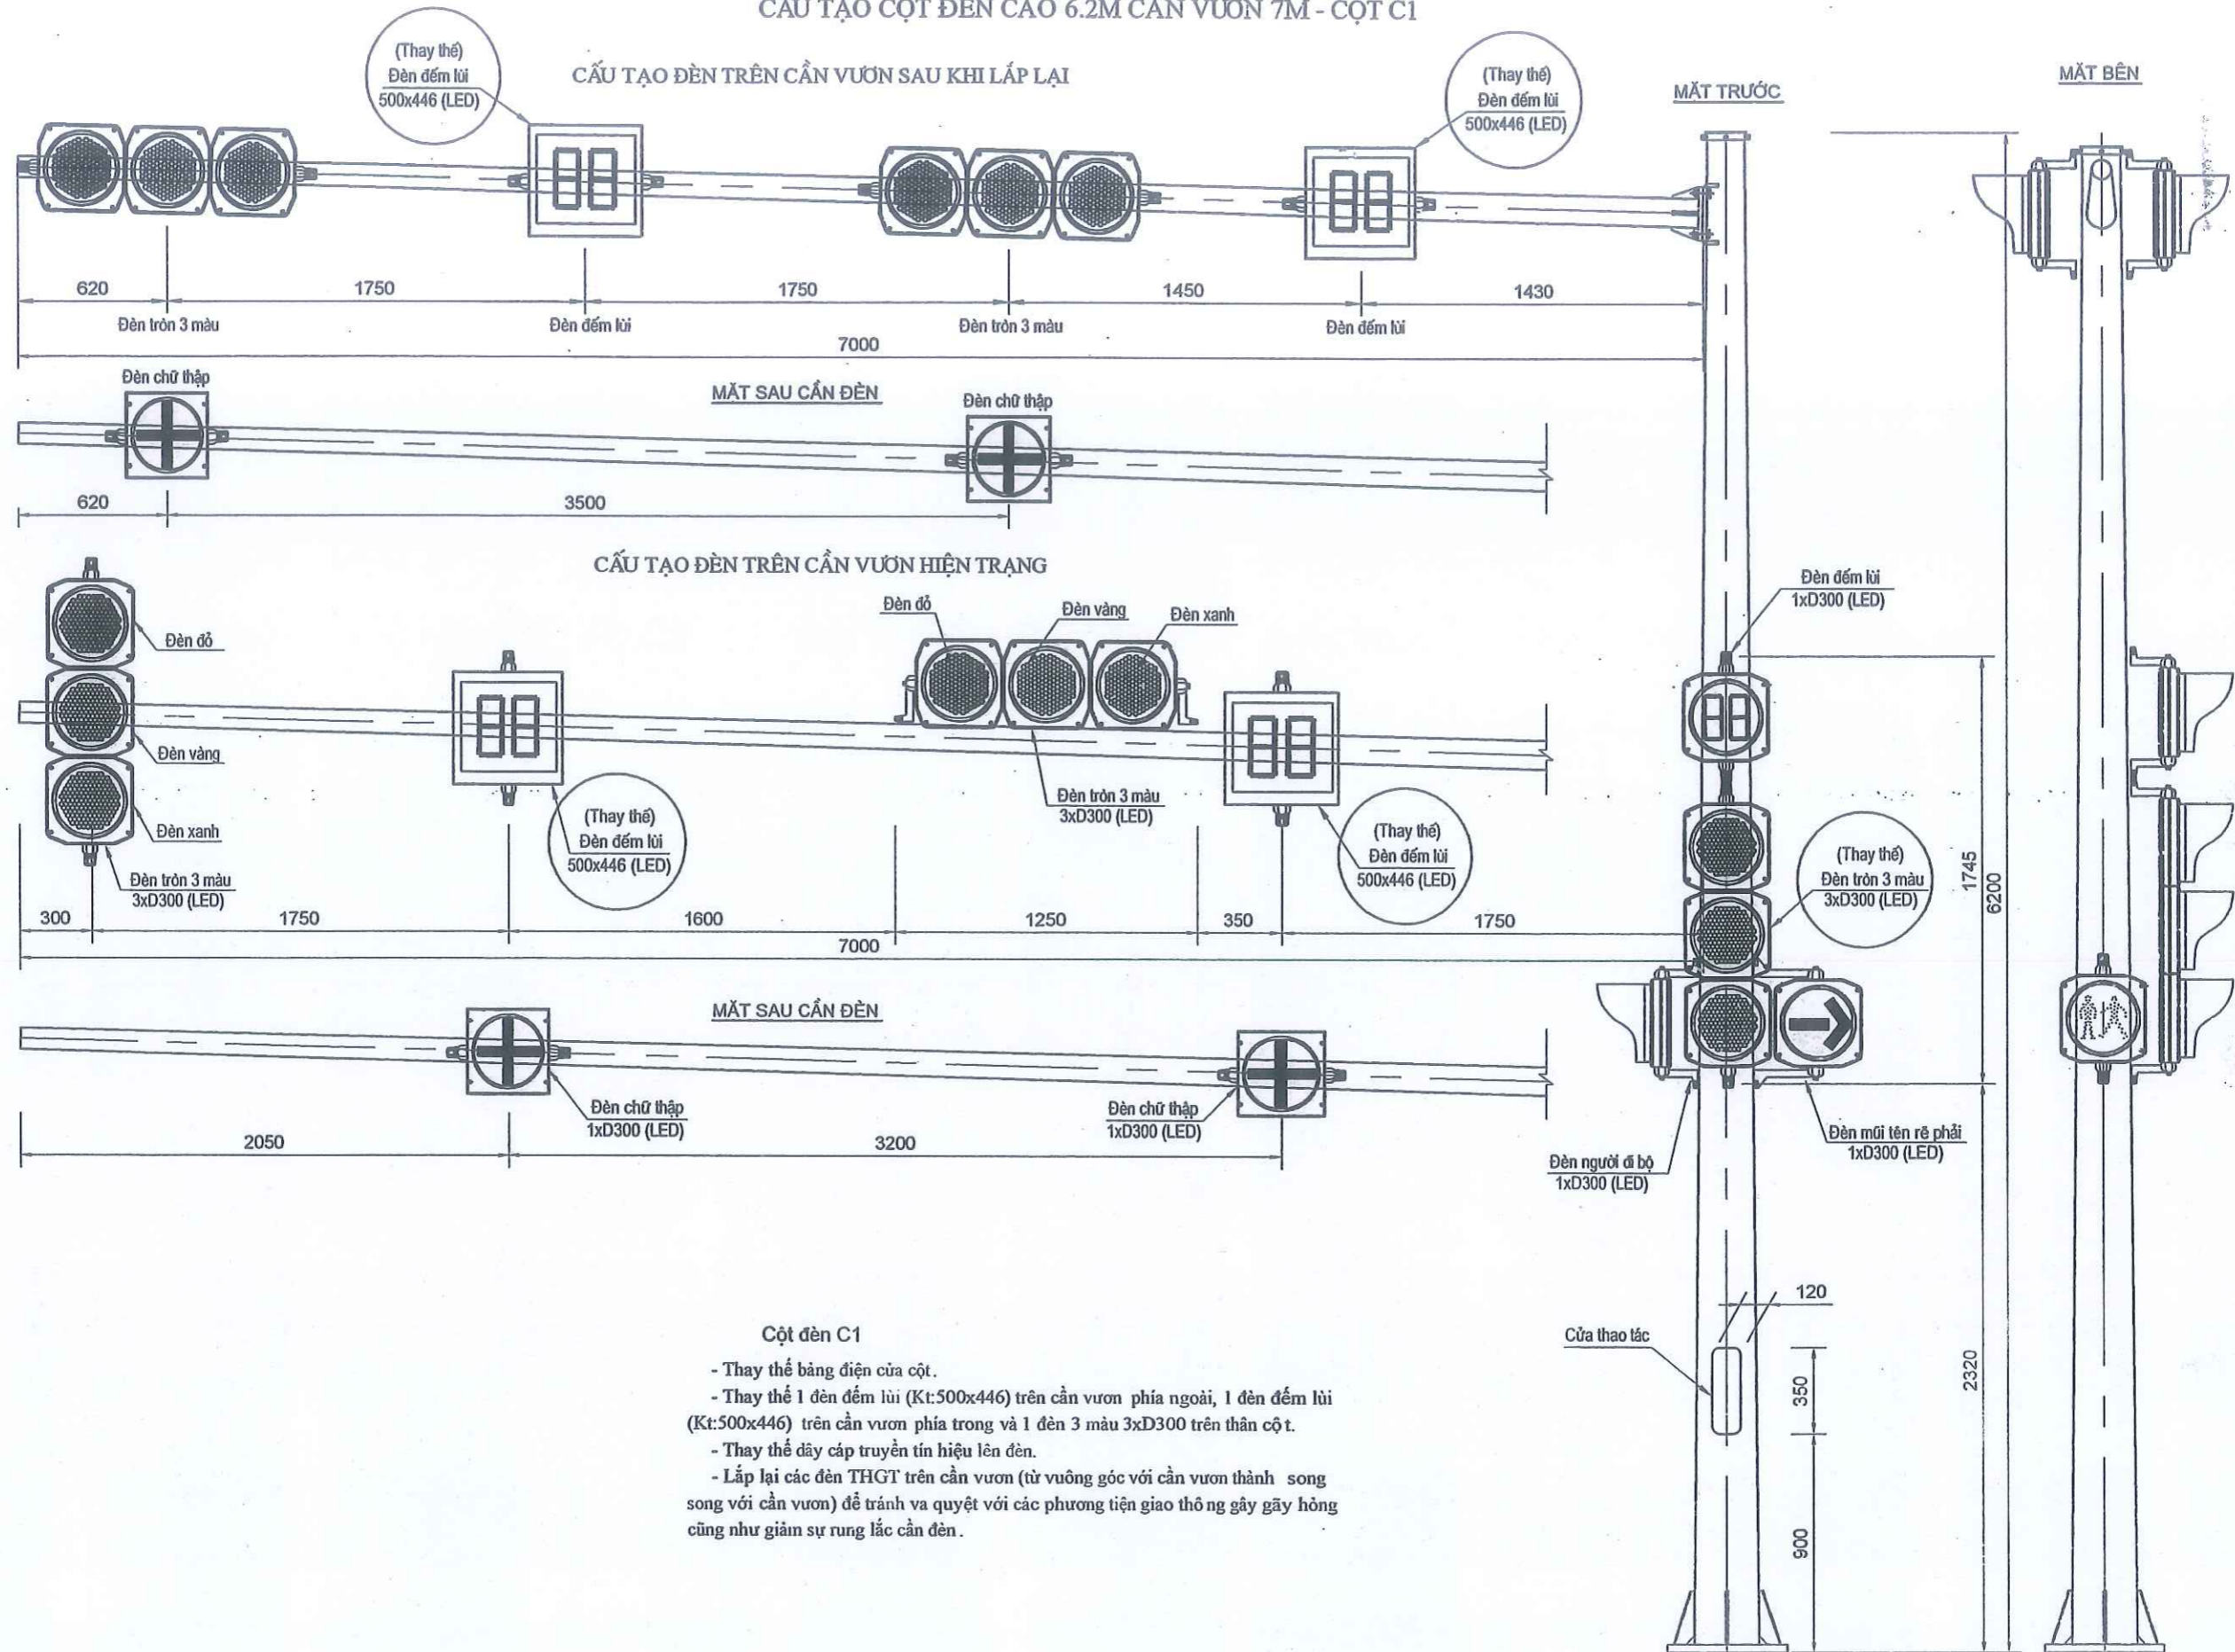 CẤU TẠO CỘT ĐÈN CAO 6.2M CẦN VƯƠN 7M - CỘT C1
CẤU TẠO ĐÈN TRÊN CẦN VƯƠN SAU KHI LẮP LẠI
(Thay thế)
Đèn đếm lùi
500x446 (LED)
(Thay thế)
Đèn đếm lùi
500x446 (LED)
MẶT TRƯỚC
MẶT BÊN
620
1750
1750
1450
1430
Đèn tròn 3 màu
Đèn đếm lùi
Đèn tròn 3 màu
Đèn đếm lùi
7000
Đèn chữ thập
MẶT SAU CẦN ĐÈN
Đèn chữ thập
620
3500
CẤU TẠO ĐÈN TRÊN CẦN VƯƠN HIỆN TRẠNG
Đèn đỏ
Đèn vàng
Đèn xanh
Đèn tròn 3 màu
3xD300 (LED)
(Thay thế)
Đèn đếm lùi
500x446 (LED)
Đèn đỏ
Đèn vàng
Đèn xanh
Đèn tròn 3 màu
3xD300 (LED)
(Thay thế)
Đèn đếm lùi
500x446 (LED)
Đèn đếm lùi
1xD300 (LED)
(Thay thế)
Đèn tròn 3 màu
3xD300 (LED)
1745
6200
300
1750
1600
1250
350
1750
7000
MẶT SAU CẦN ĐÈN
Đèn chữ thập
1xD300 (LED)
Đèn chữ thập
1xD300 (LED)
2050
3200
Đèn người đi bộ
1xD300 (LED)
Đèn mũi tên rẽ phải
1xD300 (LED)
120
Cửa thao tác
350
2320
900
Cột đèn C1
- Thay thế bảng điện cửa cột.
- Thay thế 1 đèn đếm lùi (Kt:500x446) trên cần vươn phía ngoài, 1 đèn đếm lùi
(Kt:500x446) trên cần vươn phía trong và 1 đèn 3 màu 3xD300 trên thân cột.
- Thay thế dây cáp truyền tín hiệu lên đèn.
- Lắp lại các đèn THGT trên cần vươn (từ vuông góc với cần vươn thành song
song với cần vươn) để tránh va quyệt với các phương tiện giao thông gây gãy hỏng
cũng như giảm sự rung lắc cần đèn.